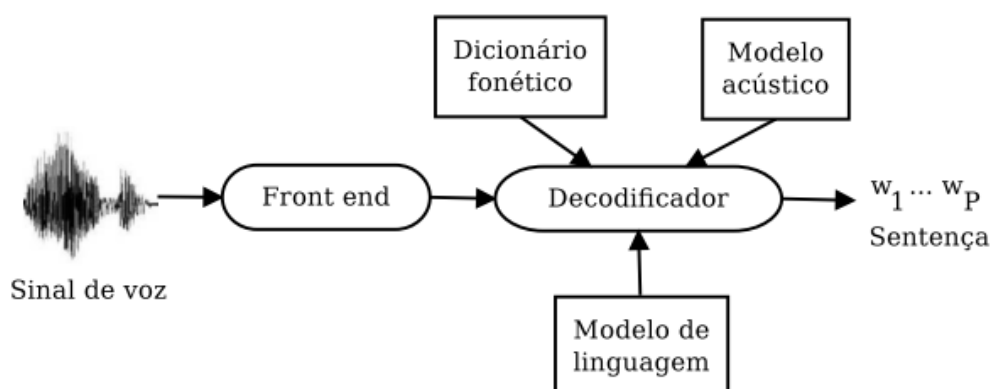 Dicionário
fonético
Modelo
acústico
Sinal de voz
Front end
Decodificador
w1 ... wP
Sentença
Modelo de
linguagem